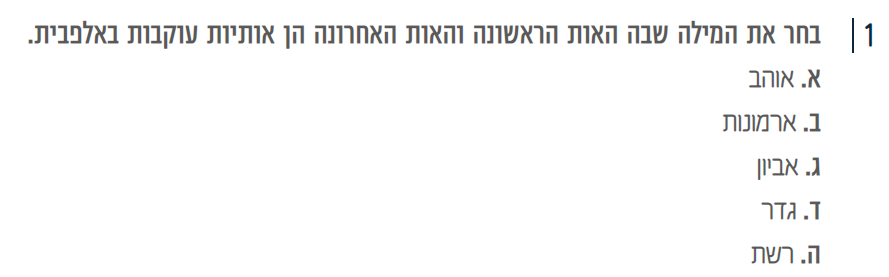 1 | בחר את המילה שבה האות הראשונה והאות האחרונה הן אותיות עוקבות באלפבית.
א. אוהב
ב. ארמונות
ג. אביון
ד. גדר
ה. רשת